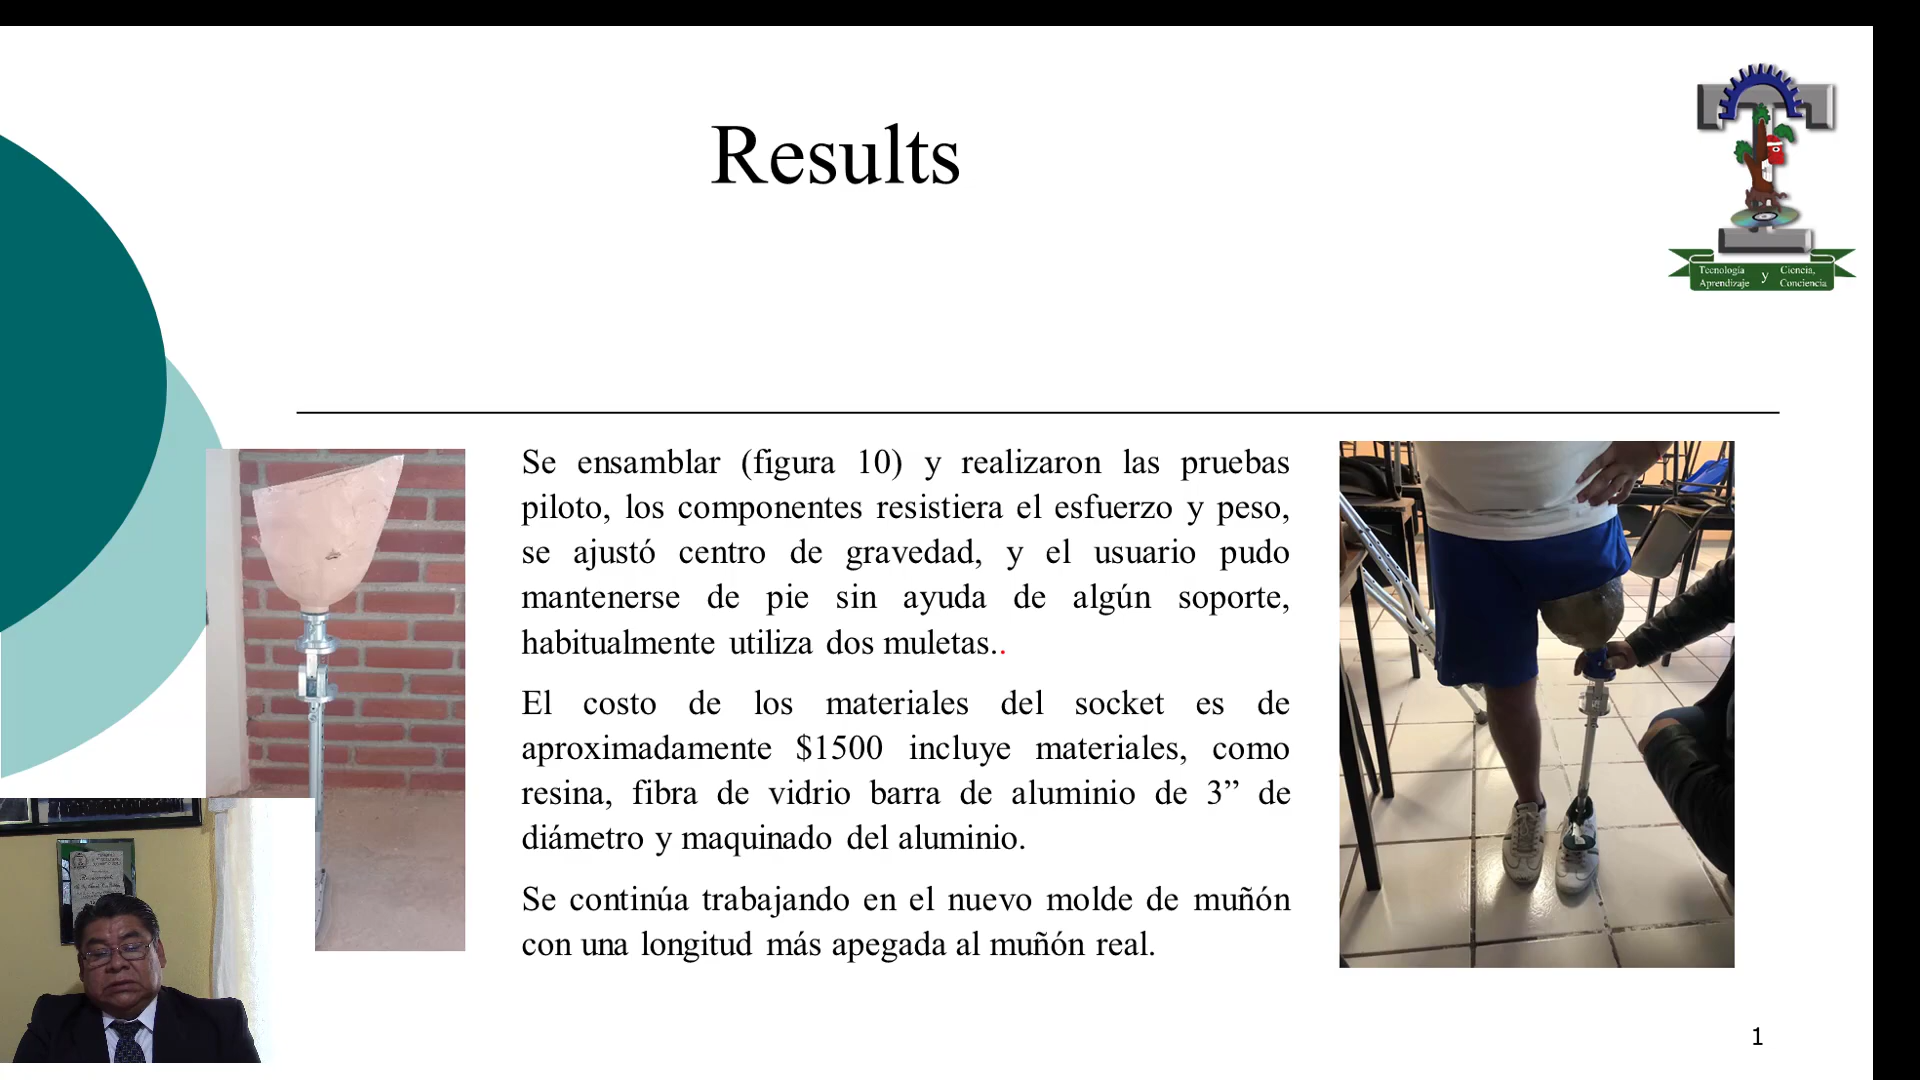 Results
Tecnología y Ciencia,
Aprendizaje Conciencia
Se ensamblar (figura 10) y realizaron las pruebas
piloto, los componentes resistiera el esfuerzo y peso,
se ajustó centro de gravedad, y el usuario pudo
mantenerse de pie sin ayuda de algún soporte,
habitualmente utiliza dos muletas..
El costo de los materiales del socket es de
aproximadamente $1500 incluye materiales, como
resina, fibra de vidrio barra de aluminio de 3” de
diámetro y maquinado del aluminio.
Se continúa trabajando en el nuevo molde de muñón
con una longitud más apegada al muñón real.
1